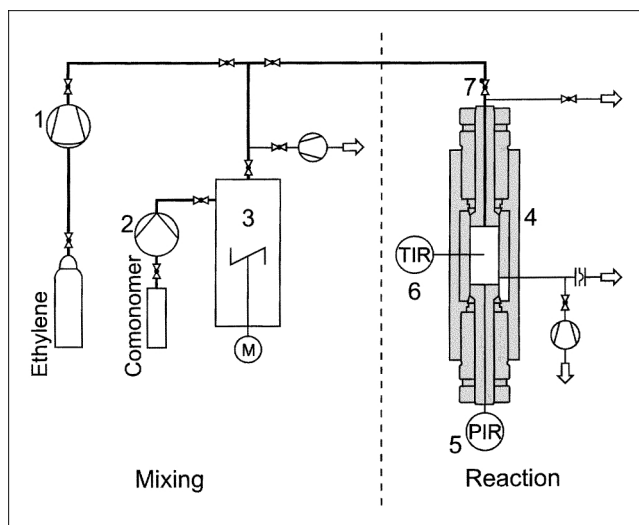 1
7
2
3
4
TIR
6
Ethylene
Comonomer
M
5
PIR
Mixing
Reaction